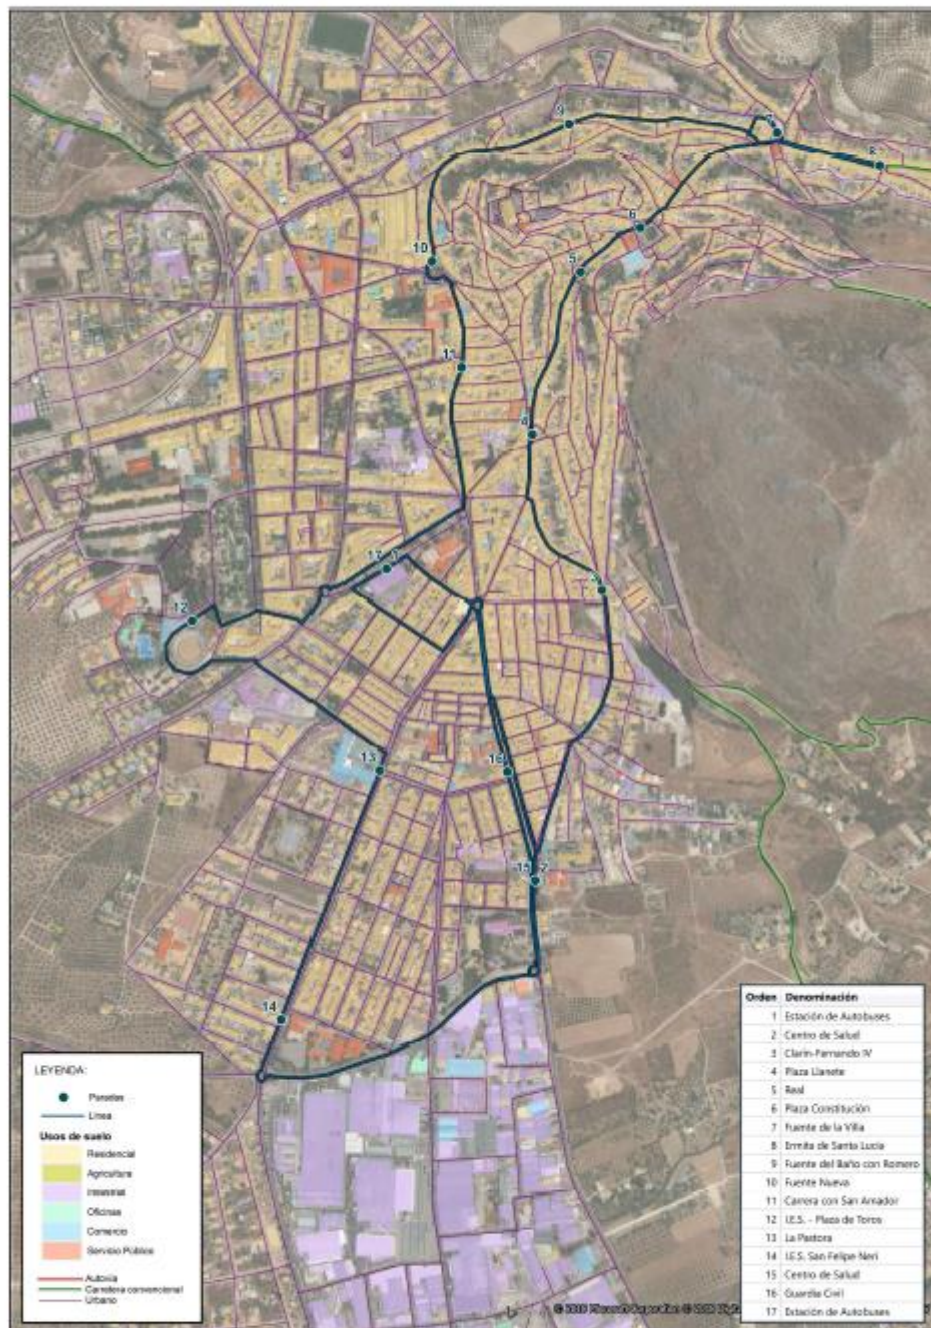 9
7
8
6
10
5
11
4
17 1
3
12
13
16
15 2
14
LEYENDA:
Paradas
Línea
Usos de suelo
Residencial
Agricultura
Industrial
Oficinas
Comercio
Servicio Público
Autovía
Carretera convencional
Urbano
Orden Denominación
1 Estación de Autobuses
2 Centro de Salud
3 Clarín-Fernando IV
4 Plaza Llanete
5 Real
6 Plaza Constitución
7 Fuente de la Villa
8 Ermita de Santa Lucía
9 Fuente del Baño con Romero
10 Fuente Nueva
11 Carrera con San Amador
12 I.E.S. - Plaza de Toros
13 La Pastora
14 I.E.S. San Felipe Neri
15 Centro de Salud
16 Guardia Civil
17 Estación de Autobuses
Microsoft Corporation ©